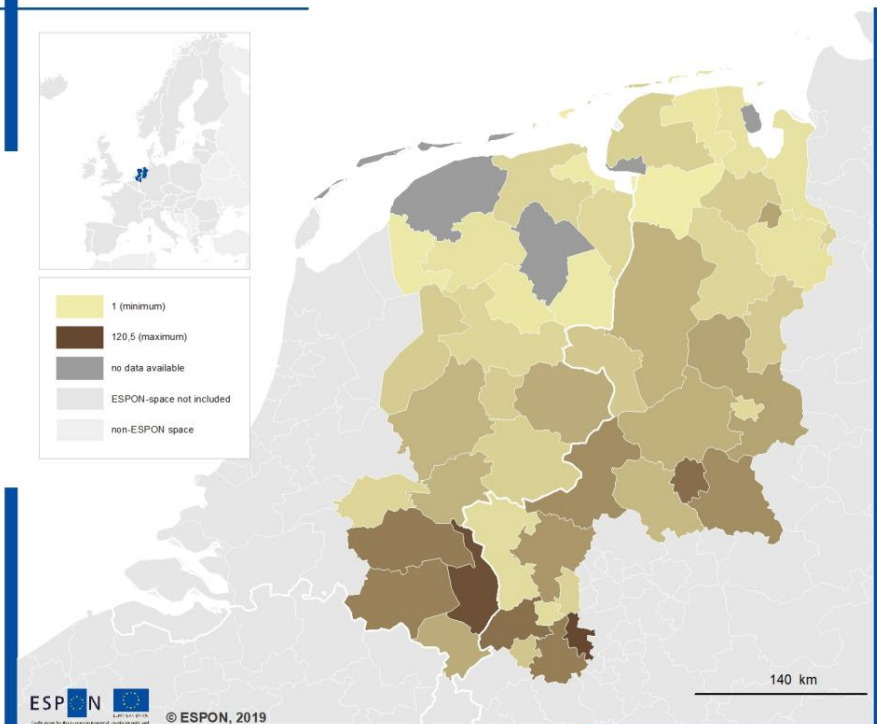 1 (minimum)
120,5 (maximum)
no data available
ESPON-space not included
non-ESPON space
140 km
ESPON
© ESPON, 2019